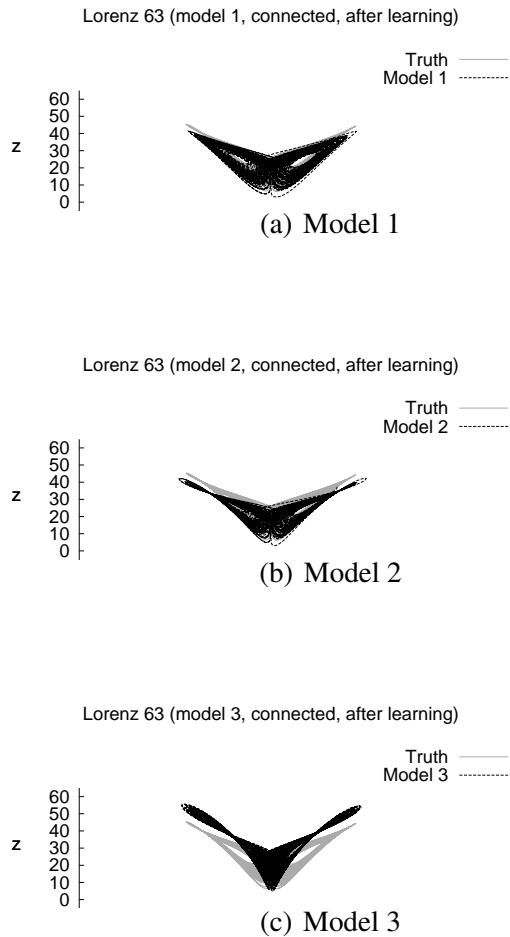 Lorenz 63 (model 1, connected, after learning)
Truth
Model 1
60
50
40
30
20
10
0
z
(a) Model 1
Lorenz 63 (model 2, connected, after learning)
Truth
Model 2
60
50
40
30
20
10
0
z
(b) Model 2
Lorenz 63 (model 3, connected, after learning)
Truth
Model 3
60
50
40
30
20
10
0
z
(c) Model 3